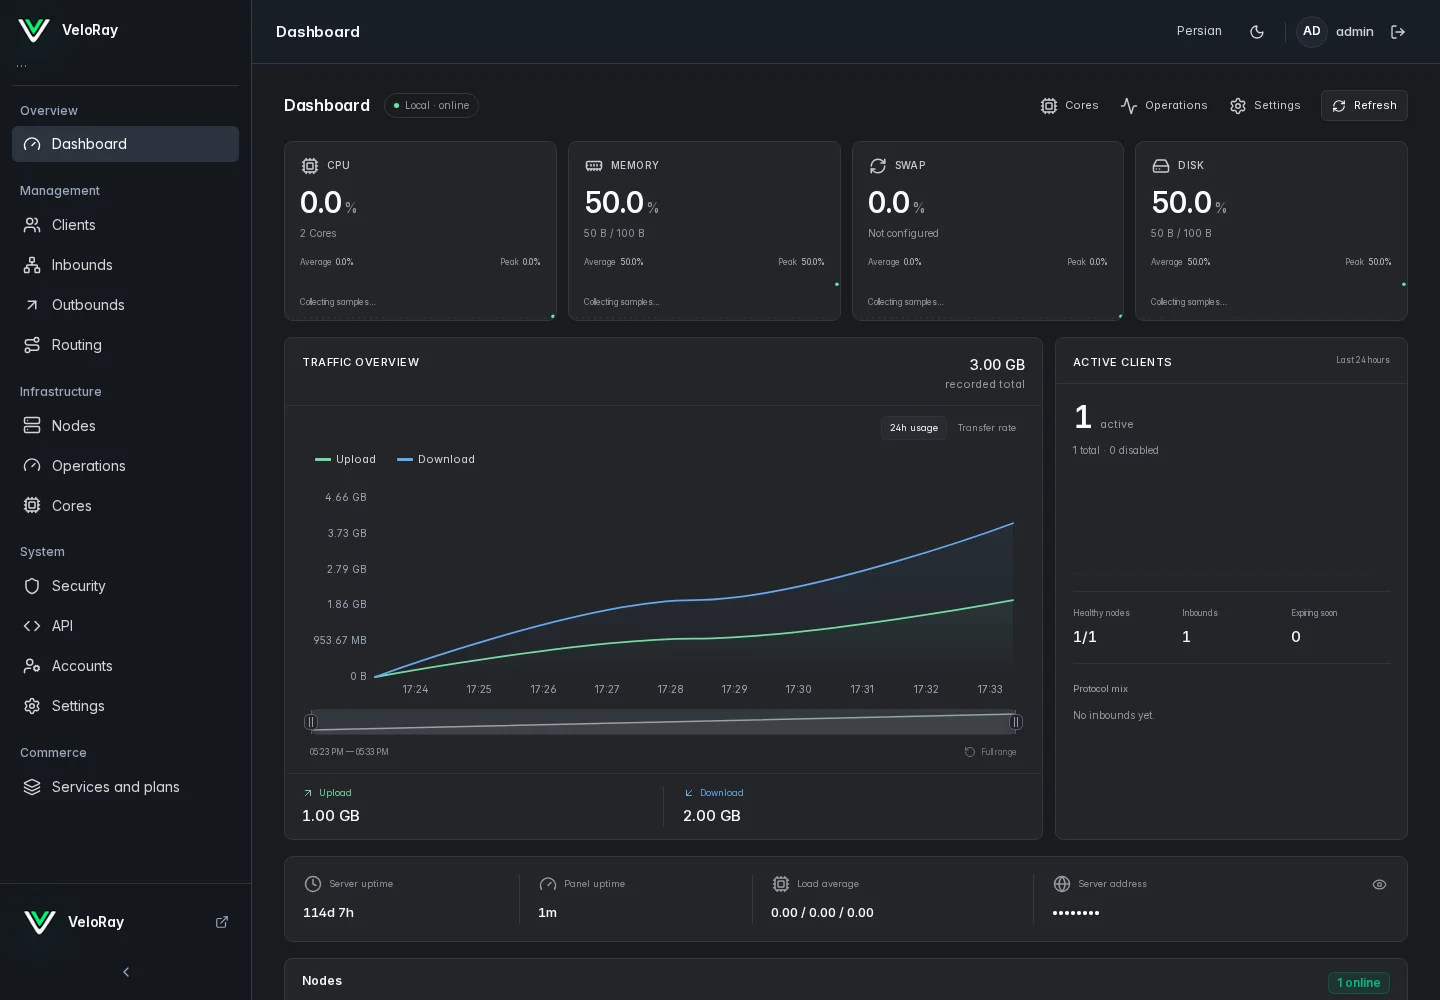 VeloRay
...
Overview
Dashboard
Management
Clients
Inbounds
Outbounds
Routing
Infrastructure
Nodes
Operations
Cores
System
Security
API
Accounts
Settings
Commerce
Services and plans
VeloRay
Dashboard
Persian
AD
admin
Dashboard
Local · online
Cores
Operations
Settings
Refresh
CPU
0.0 %
2 Cores
Average 0.0%
Peak 0.0%
Collecting samples...
MEMORY
50.0 %
50 B / 100 B
Average 50.0%
Peak 50.0%
Collecting samples...
SWAP
0.0 %
Not configured
Average 0.0%
Peak 0.0%
Collecting samples...
DISK
50.0 %
50 B / 100 B
Average 50.0%
Peak 50.0%
Collecting samples...
TRAFFIC OVERVIEW
3.00 GB
recorded total
24h usage
Transfer rate
Upload
Download
4.66 GB
3.73 GB
2.79 GB
1.86 GB
953.67 MB
0 B
17:24 17:25 17:26 17:27 17:28 17:29 17:30 17:31 17:32 17:33
05:23 PM — 05:33 PM
Full range
Upload
1.00 GB
Download
2.00 GB
ACTIVE CLIENTS
Last 24 hours
1 active
1 total · 0 disabled
Healthy nodes
1/1
Inbounds
1
Expiring soon
0
Protocol mix
No inbounds yet.
Server uptime
114d 7h
Panel uptime
1m
Load average
0.00 / 0.00 / 0.00
Server address
••••••••
Nodes
1 online